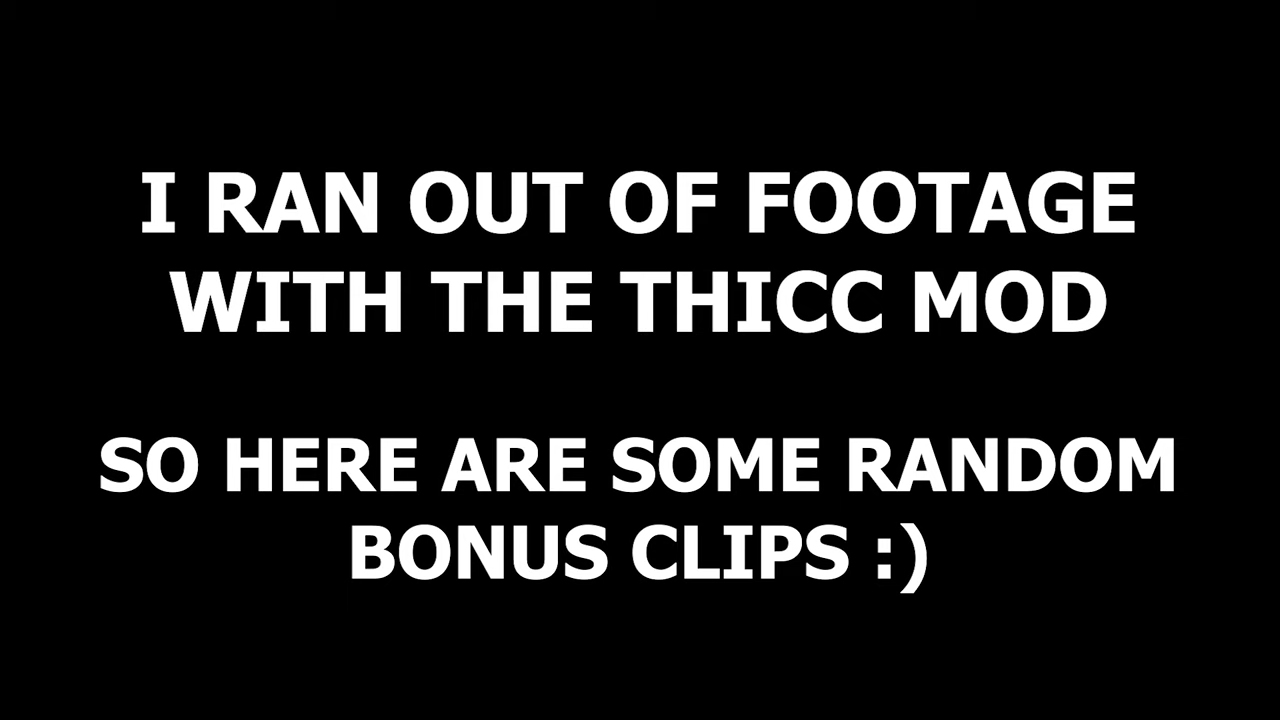 I RAN OUT OF FOOTAGE
WITH THE THICC MOD
SO HERE ARE SOME RANDOM
BONUS CLIPS :)